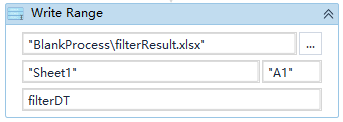 Write Range
"BlankProcess\filterResult.xlsx" ...
"Sheet1" "A1"
filterDT